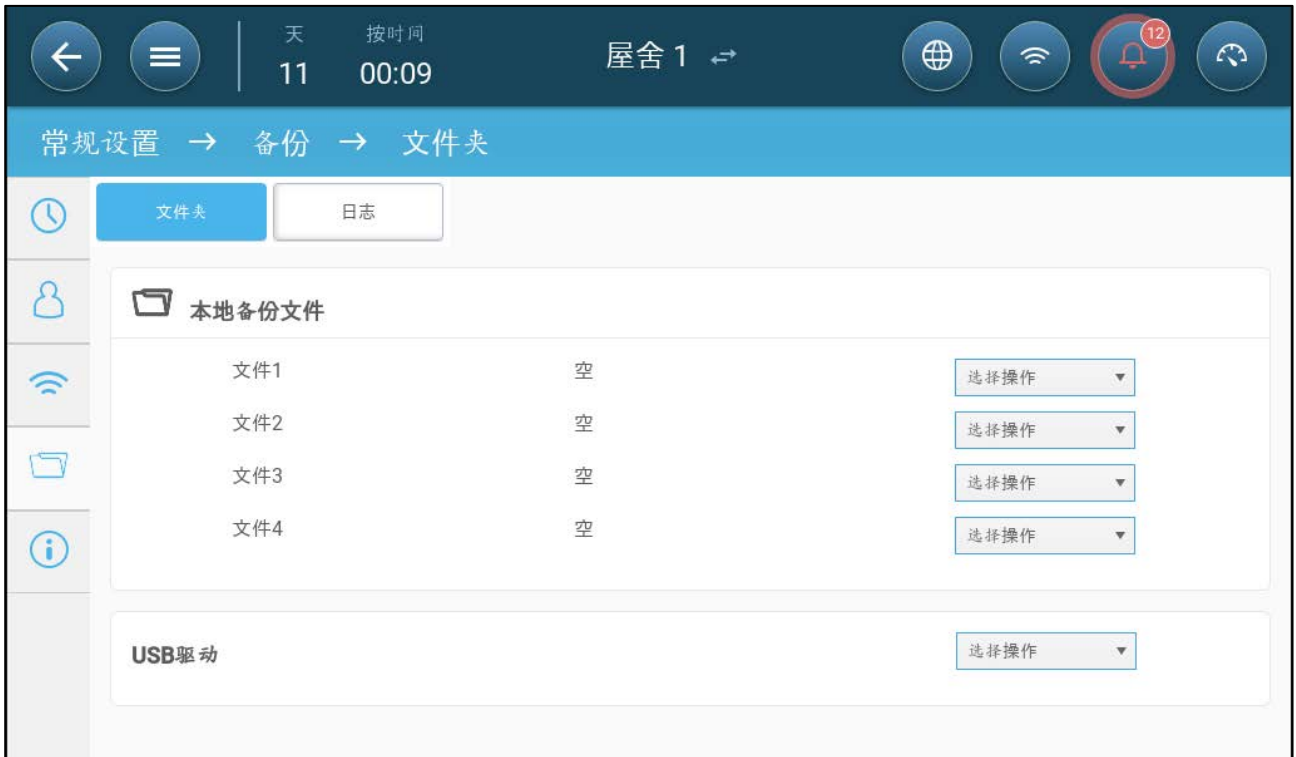 天 按时间
11 00:09 屋舍 1 12
常规设置 → 备份 → 文件夹
文件夹 日志
本地备份文件
文件1 空 选择操作
文件2 空 选择操作
文件3 空 选择操作
文件4 空 选择操作
USB驱动 选择操作